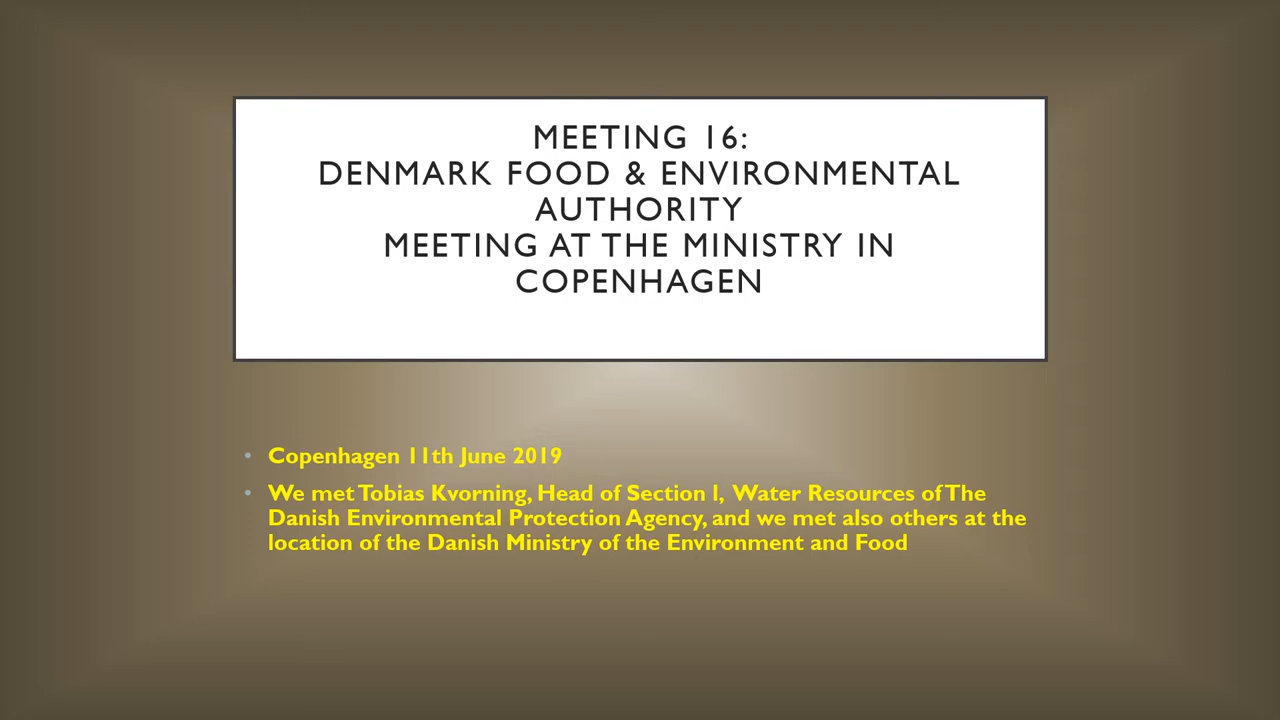 MEETING 16:
DENMARK FOOD & ENVIRONMENTAL
AUTHORITY
MEETING AT THE MINISTRY IN
COPENHAGEN
• Copenhagen 11th June 2019
• We met Tobias Kvorning, Head of Section I, Water Resources of The
Danish Environmental Protection Agency, and we met also others at the
location of the Danish Ministry of the Environment and Food